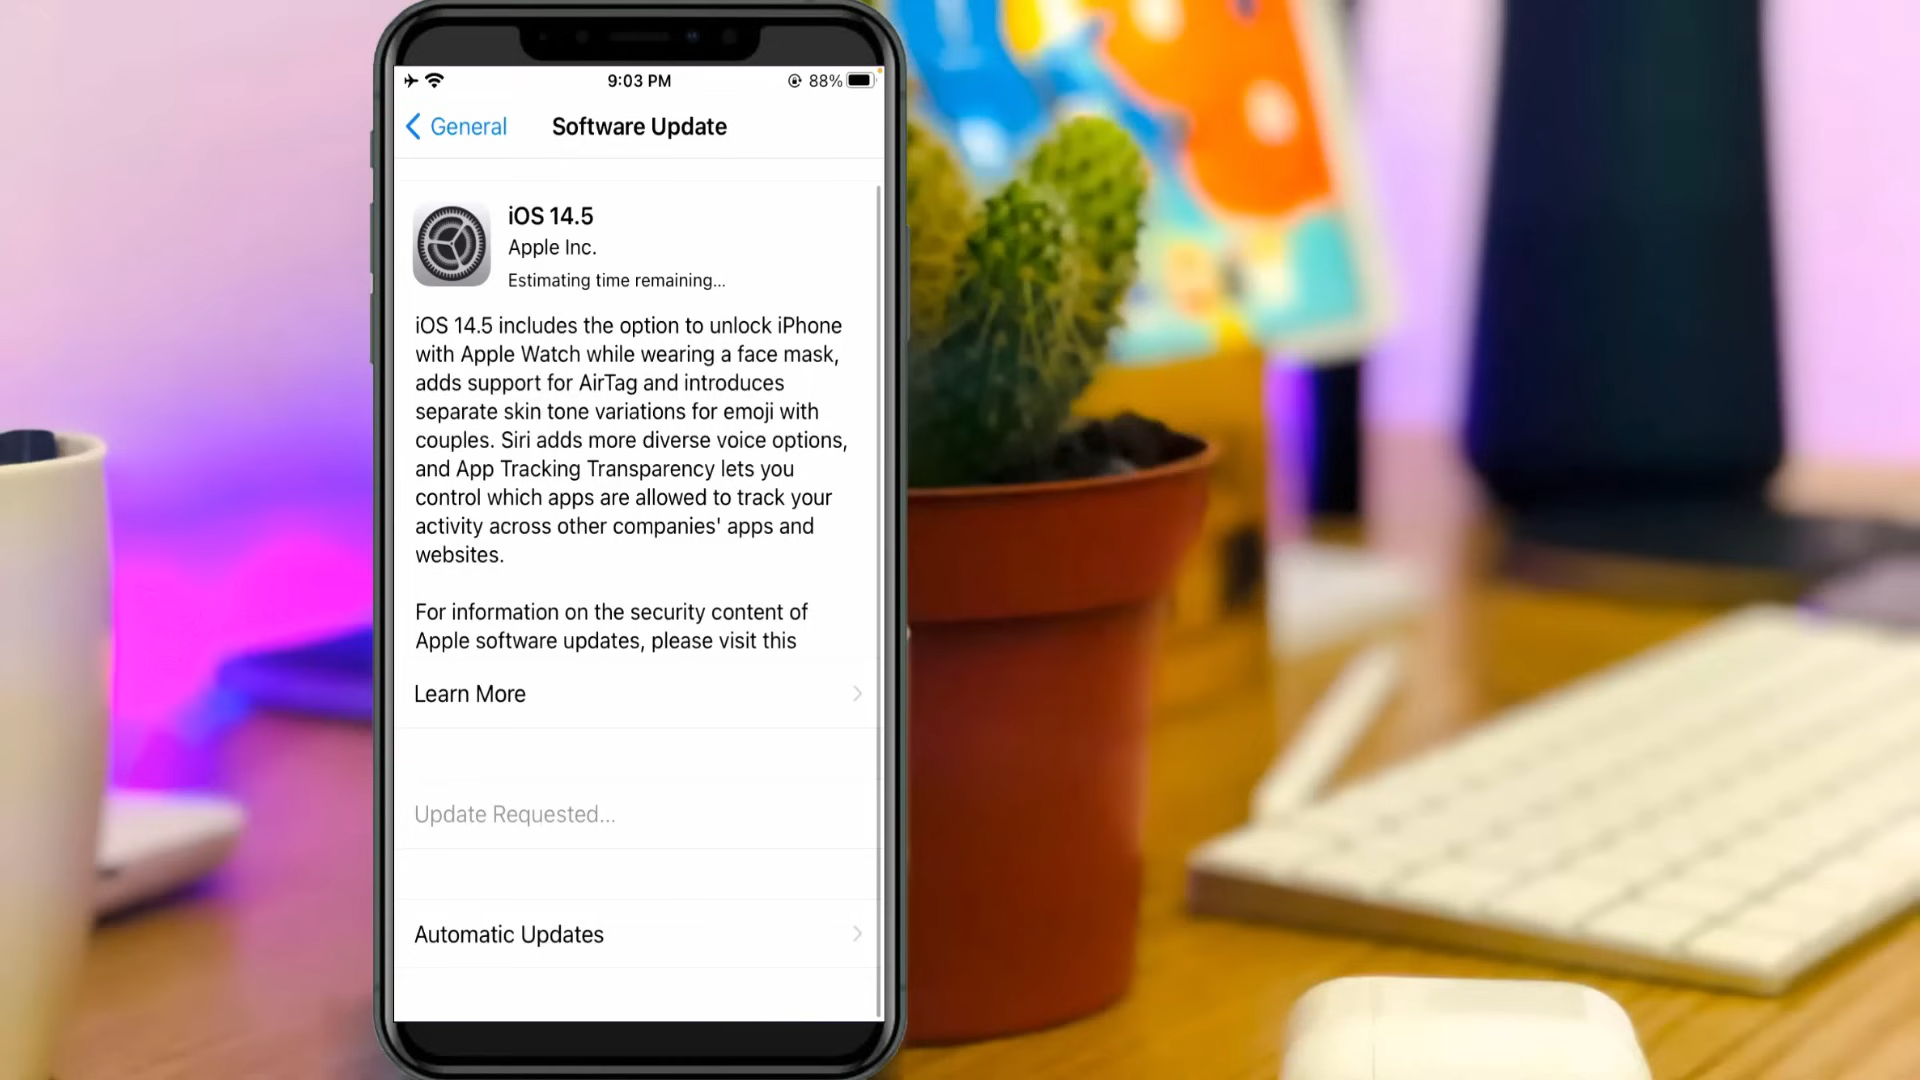 9:03 PM
88%
General
Software Update
iOS 14.5
Apple Inc.
Estimating time remaining...
iOS 14.5 includes the option to unlock iPhone
with Apple Watch while wearing a face mask,
adds support for AirTag and introduces
separate skin tone variations for emoji with
couples. Siri adds more diverse voice options,
and App Tracking Transparency lets you
control which apps are allowed to track your
activity across other companies' apps and
websites.
For information on the security content of
Apple software updates, please visit this
Learn More
Update Requested...
Automatic Updates